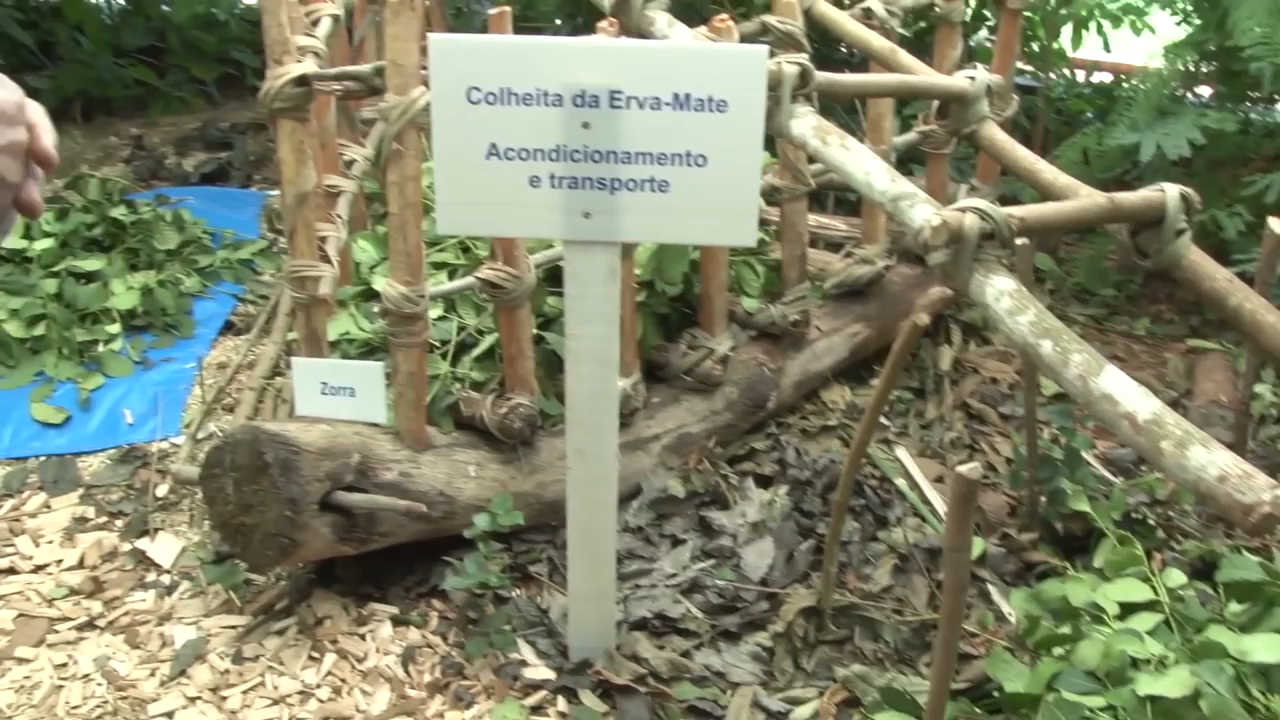 Colheita da Erva-Mate
Acondicionamento
e transporte
Zorra